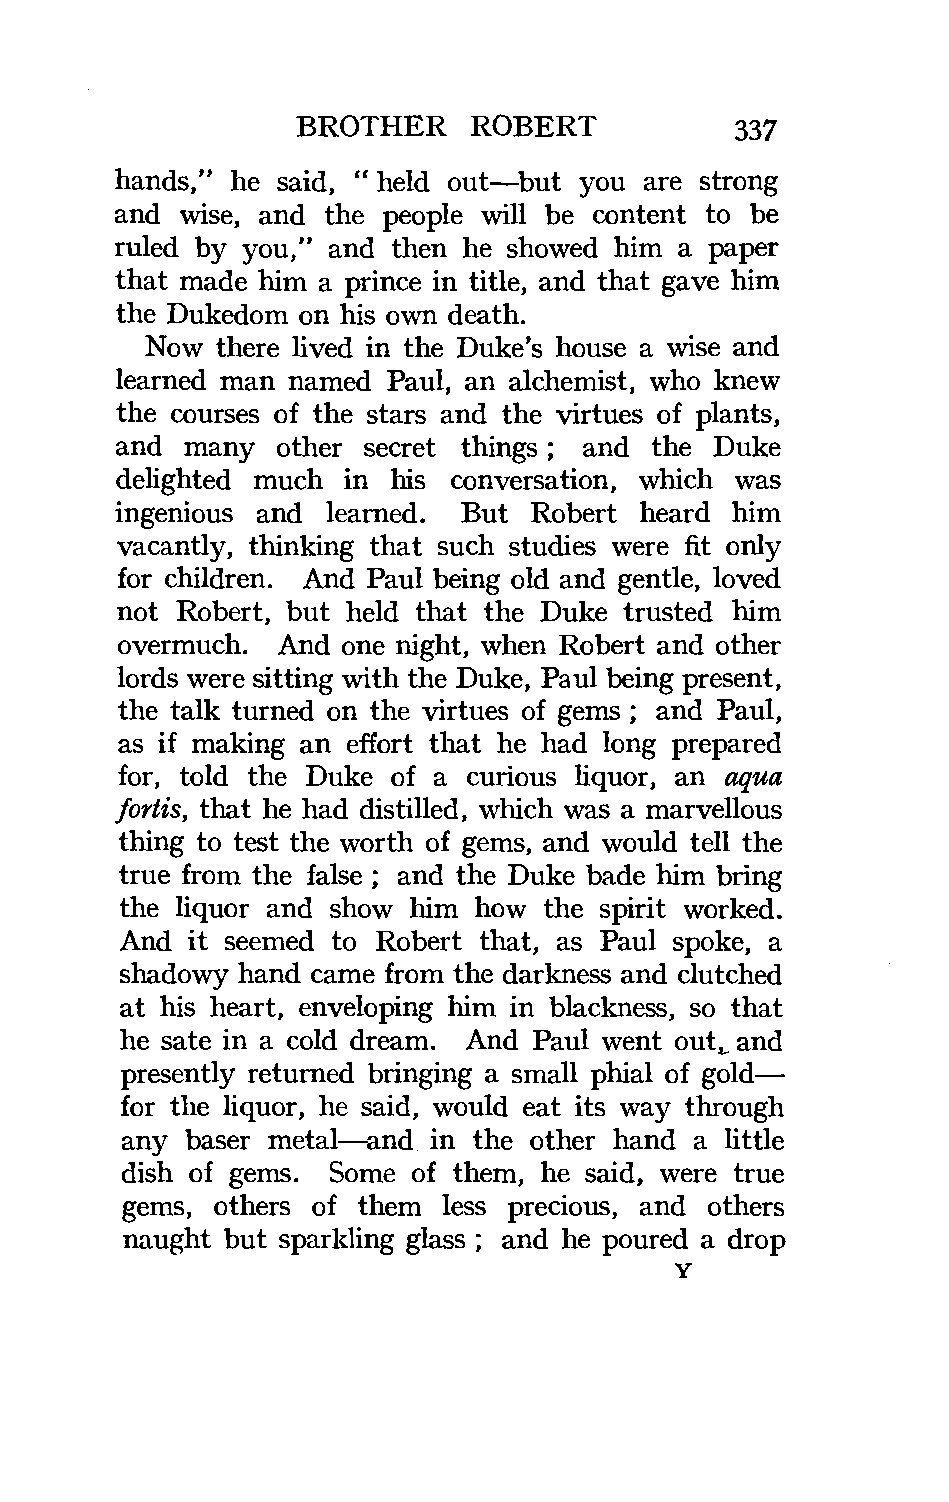 BROTHER ROBERT 337
hands," he said, " held out—but you are strong
and wise, and the people will be content to be
ruled by you," and then he showed him a paper
that made him a prince in title, and that gave him
the Dukedom on his own death.
Now there lived in the Duke's house a wise and
learned man named Paul, an alchemist, who knew
the courses of the stars and the virtues of plants,
and many other secret things ; and the Duke
delighted much in his conversation, which was
ingenious and learned. But Robert heard him
vacantly, thinking that such studies were fit only
for children. And Paul being old and gentle, loved
not Robert, but held that the Duke trusted him
overmuch. And one night, when Robert and other
lords were sitting with the Duke, Paul being present,
the talk turned on the virtues of gems ; and Paul,
as if making an effort that he had long prepared
for, told the Duke of a curious liquor, an aqua
fortis, that he had distilled, which was a marvellous
thing to test the worth of gems, and would tell the
true from the false ; and the Duke bade him bring
the liquor and show him how the spirit worked.
And it seemed to Robert that, as Paul spoke, a
shadowy hand came from the darkness and clutched
at his heart, enveloping him in blackness, so that
he sate in a cold dream. And Paul went out, and
presently returned bringing a small phial of gold—
for the liquor, he said, would eat its way through
any baser metal—and in the other hand a little
dish of gems. Some of them, he said, were true
gems, others of them less precious, and others
naught but sparkling glass ; and he poured a drop
Y